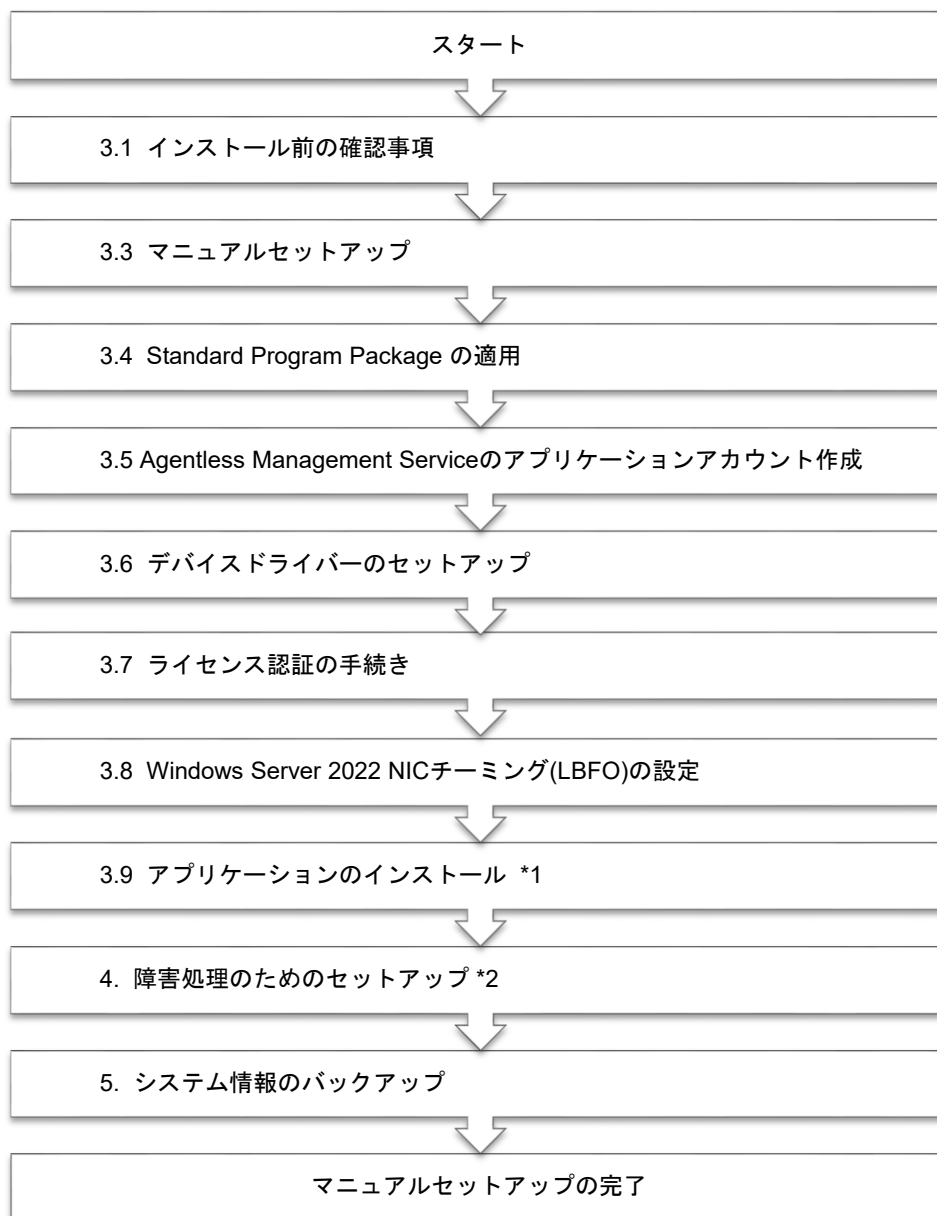 スタート
3.1 インストール前の確認事項
3.3 マニュアルセットアップ
3.4 Standard Program Package の適用
3.5 Agentless Management Serviceのアプリケーションアカウント作成
3.6 デバイスドライバーのセットアップ
3.7 ライセンス認証の手続き
3.8 Windows Server 2022 NICチーミング(LBFO)の設定
3.9 アプリケーションのインストール *1
4. 障害処理のためのセットアップ *2
5. システム情報のバックアップ
マニュアルセットアップの完了